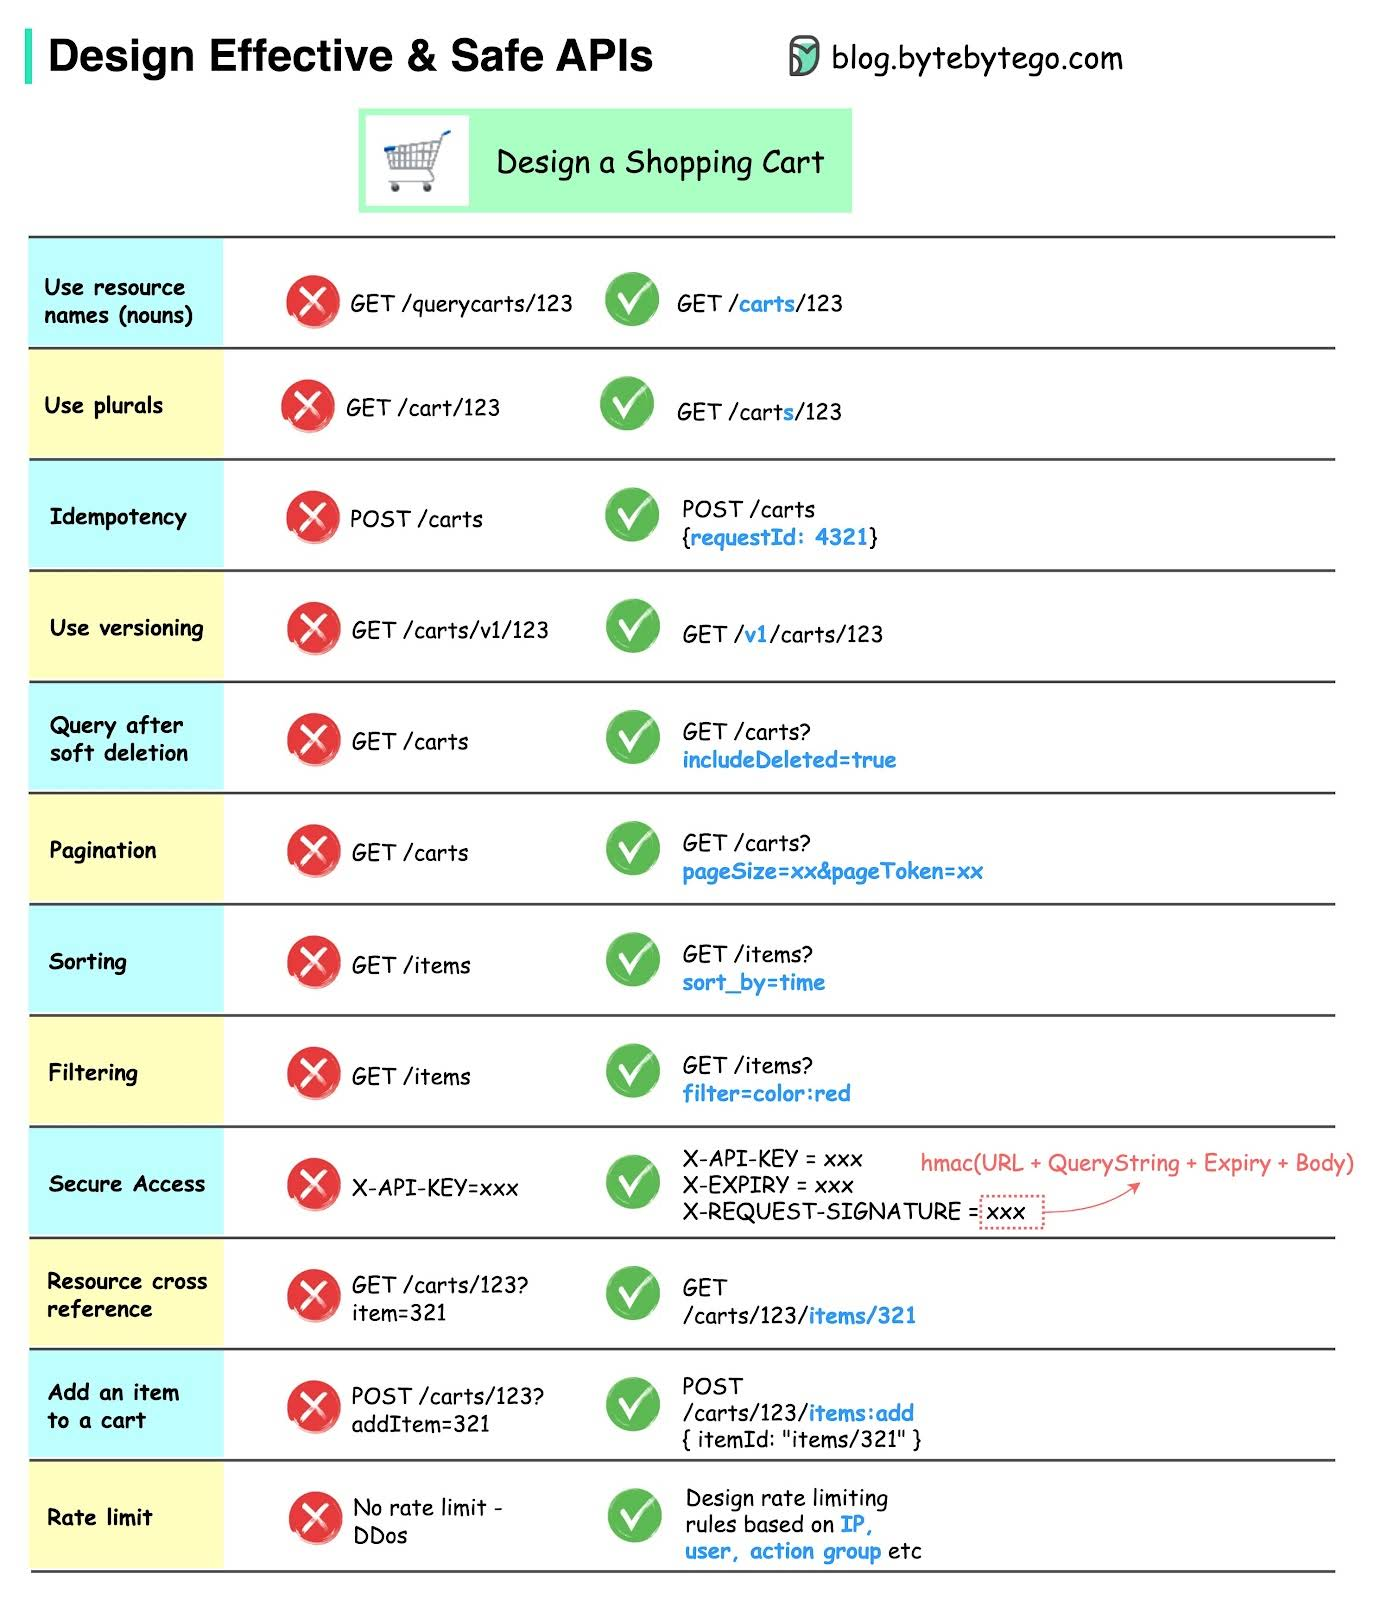 Design Effective & Safe APIs
blog.bytebytego.com
Design a Shopping Cart
Use resource
names (nouns)
GET /querycarts/123
GET /carts/123
Use plurals
GET /cart/123
GET /carts/123
Idempotency
POST /carts
POST /carts
{requestId: 4321}
Use versioning
GET /carts/v1/123
GET /v1/carts/123
Query after
soft deletion
GET /carts
GET /carts?
includeDeleted=true
Pagination
GET /carts
GET /carts?
pageSize=xx&pageToken=xx
Sorting
GET /items
GET /items?
sort_by=time
Filtering
GET /items
GET /items?
filter=color:red
Secure Access
X-API-KEY=xxx
X-API-KEY = xxx
X-EXPIRY = xxx
X-REQUEST-SIGNATURE = xxx
hmac(URL + QueryString + Expiry + Body)
Resource cross
reference
GET /carts/123?
item=321
GET
/carts/123/items/321
Add an item
to a cart
POST /carts/123?
addItem=321
POST
/carts/123/items:add
{ itemId: "items/321" }
Rate limit
No rate limit -
DDos
Design rate limiting
rules based on IP,
user, action group etc